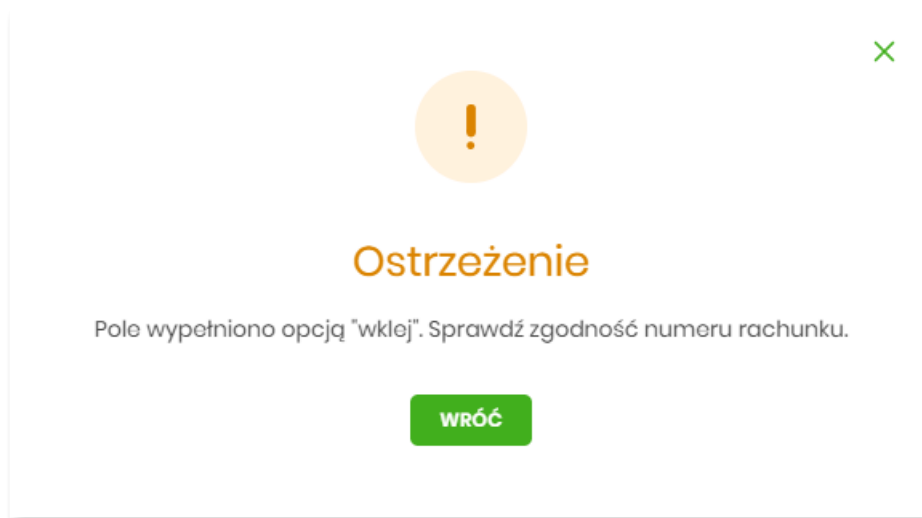 Ostrzeżenie
Pole wypełniono opcją "wklej". Sprawdź zgodność numeru rachunku.
WRÓĆ